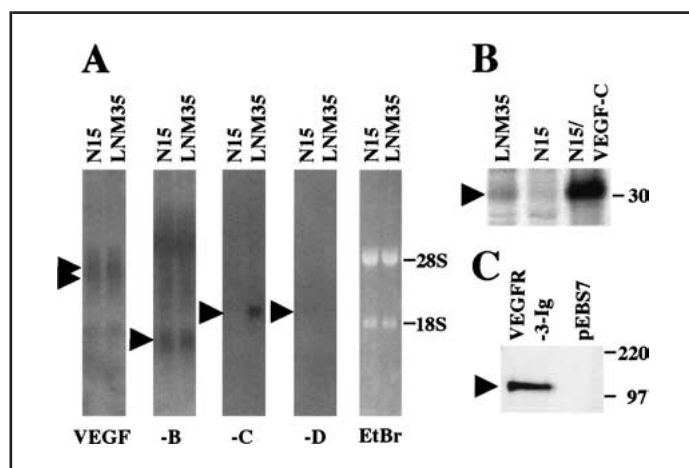 A
N15
LNM35
N15
LNM35
N15
LNM35
N15
LNM35
N15
LNM35
28S
18S
VEGF
-B
-C
-D
EtBr
B
LNM35
N15
N15/
VEGF-C
30
C
VEGFR
-3-Ig
pEBS7
220
97